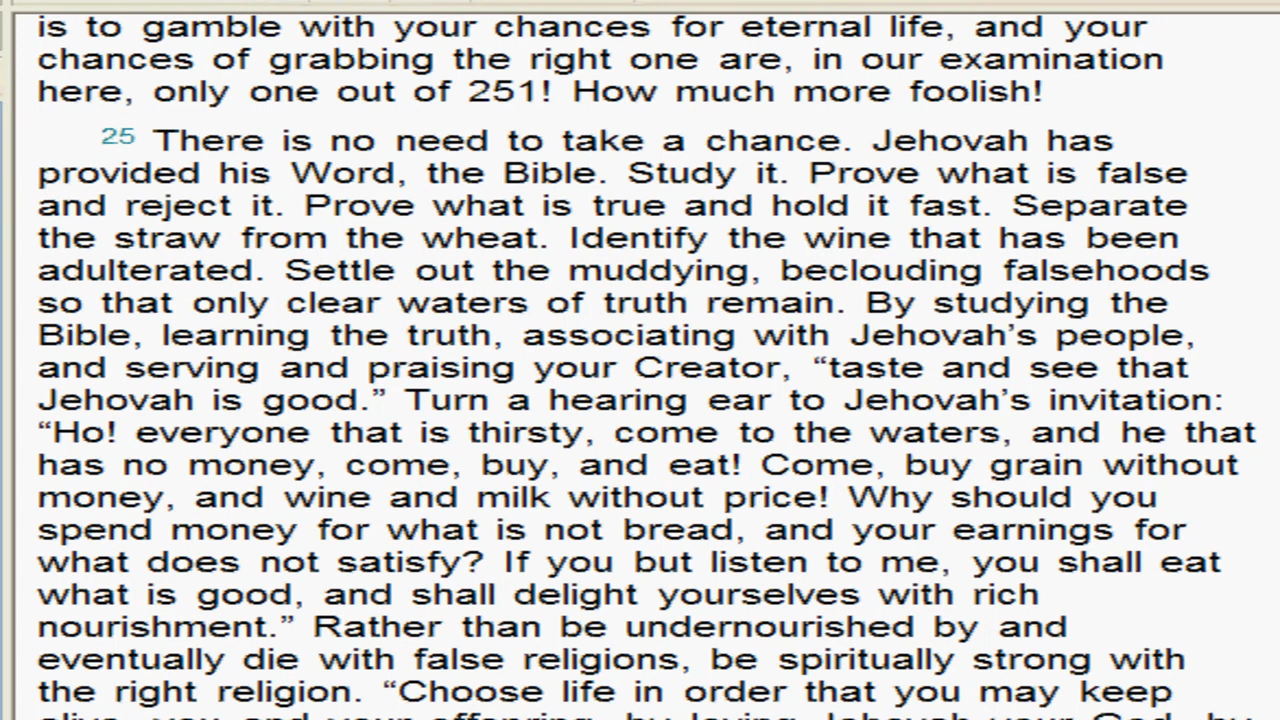 is to gamble with your chances for eternal life, and your
chances of grabbing the right one are, in our examination
here, only one out of 251! How much more foolish!
25 There is no need to take a chance. Jehovah has
provided his Word, the Bible. Study it. Prove what is false
and reject it. Prove what is true and hold it fast. Separate
the straw from the wheat. Identify the wine that has been
adulterated. Settle out the muddying, beclouding falsehoods
so that only clear waters of truth remain. By studying the
Bible, learning the truth, associating with Jehovah’s people,
and serving and praising your Creator, “taste and see that
Jehovah is good.” Turn a hearing ear to Jehovah’s invitation:
“Ho! everyone that is thirsty, come to the waters, and he that
has no money, come, buy, and eat! Come, buy grain without
money, and wine and milk without price! Why should you
spend money for what is not bread, and your earnings for
what does not satisfy? If you but listen to me, you shall eat
what is good, and shall delight yourselves with rich
nourishment.” Rather than be undernourished by and
eventually die with false religions, be spiritually strong with
the right religion. “Choose life in order that you may keep
alive, you and your offspring, by loving Jehovah your God, by